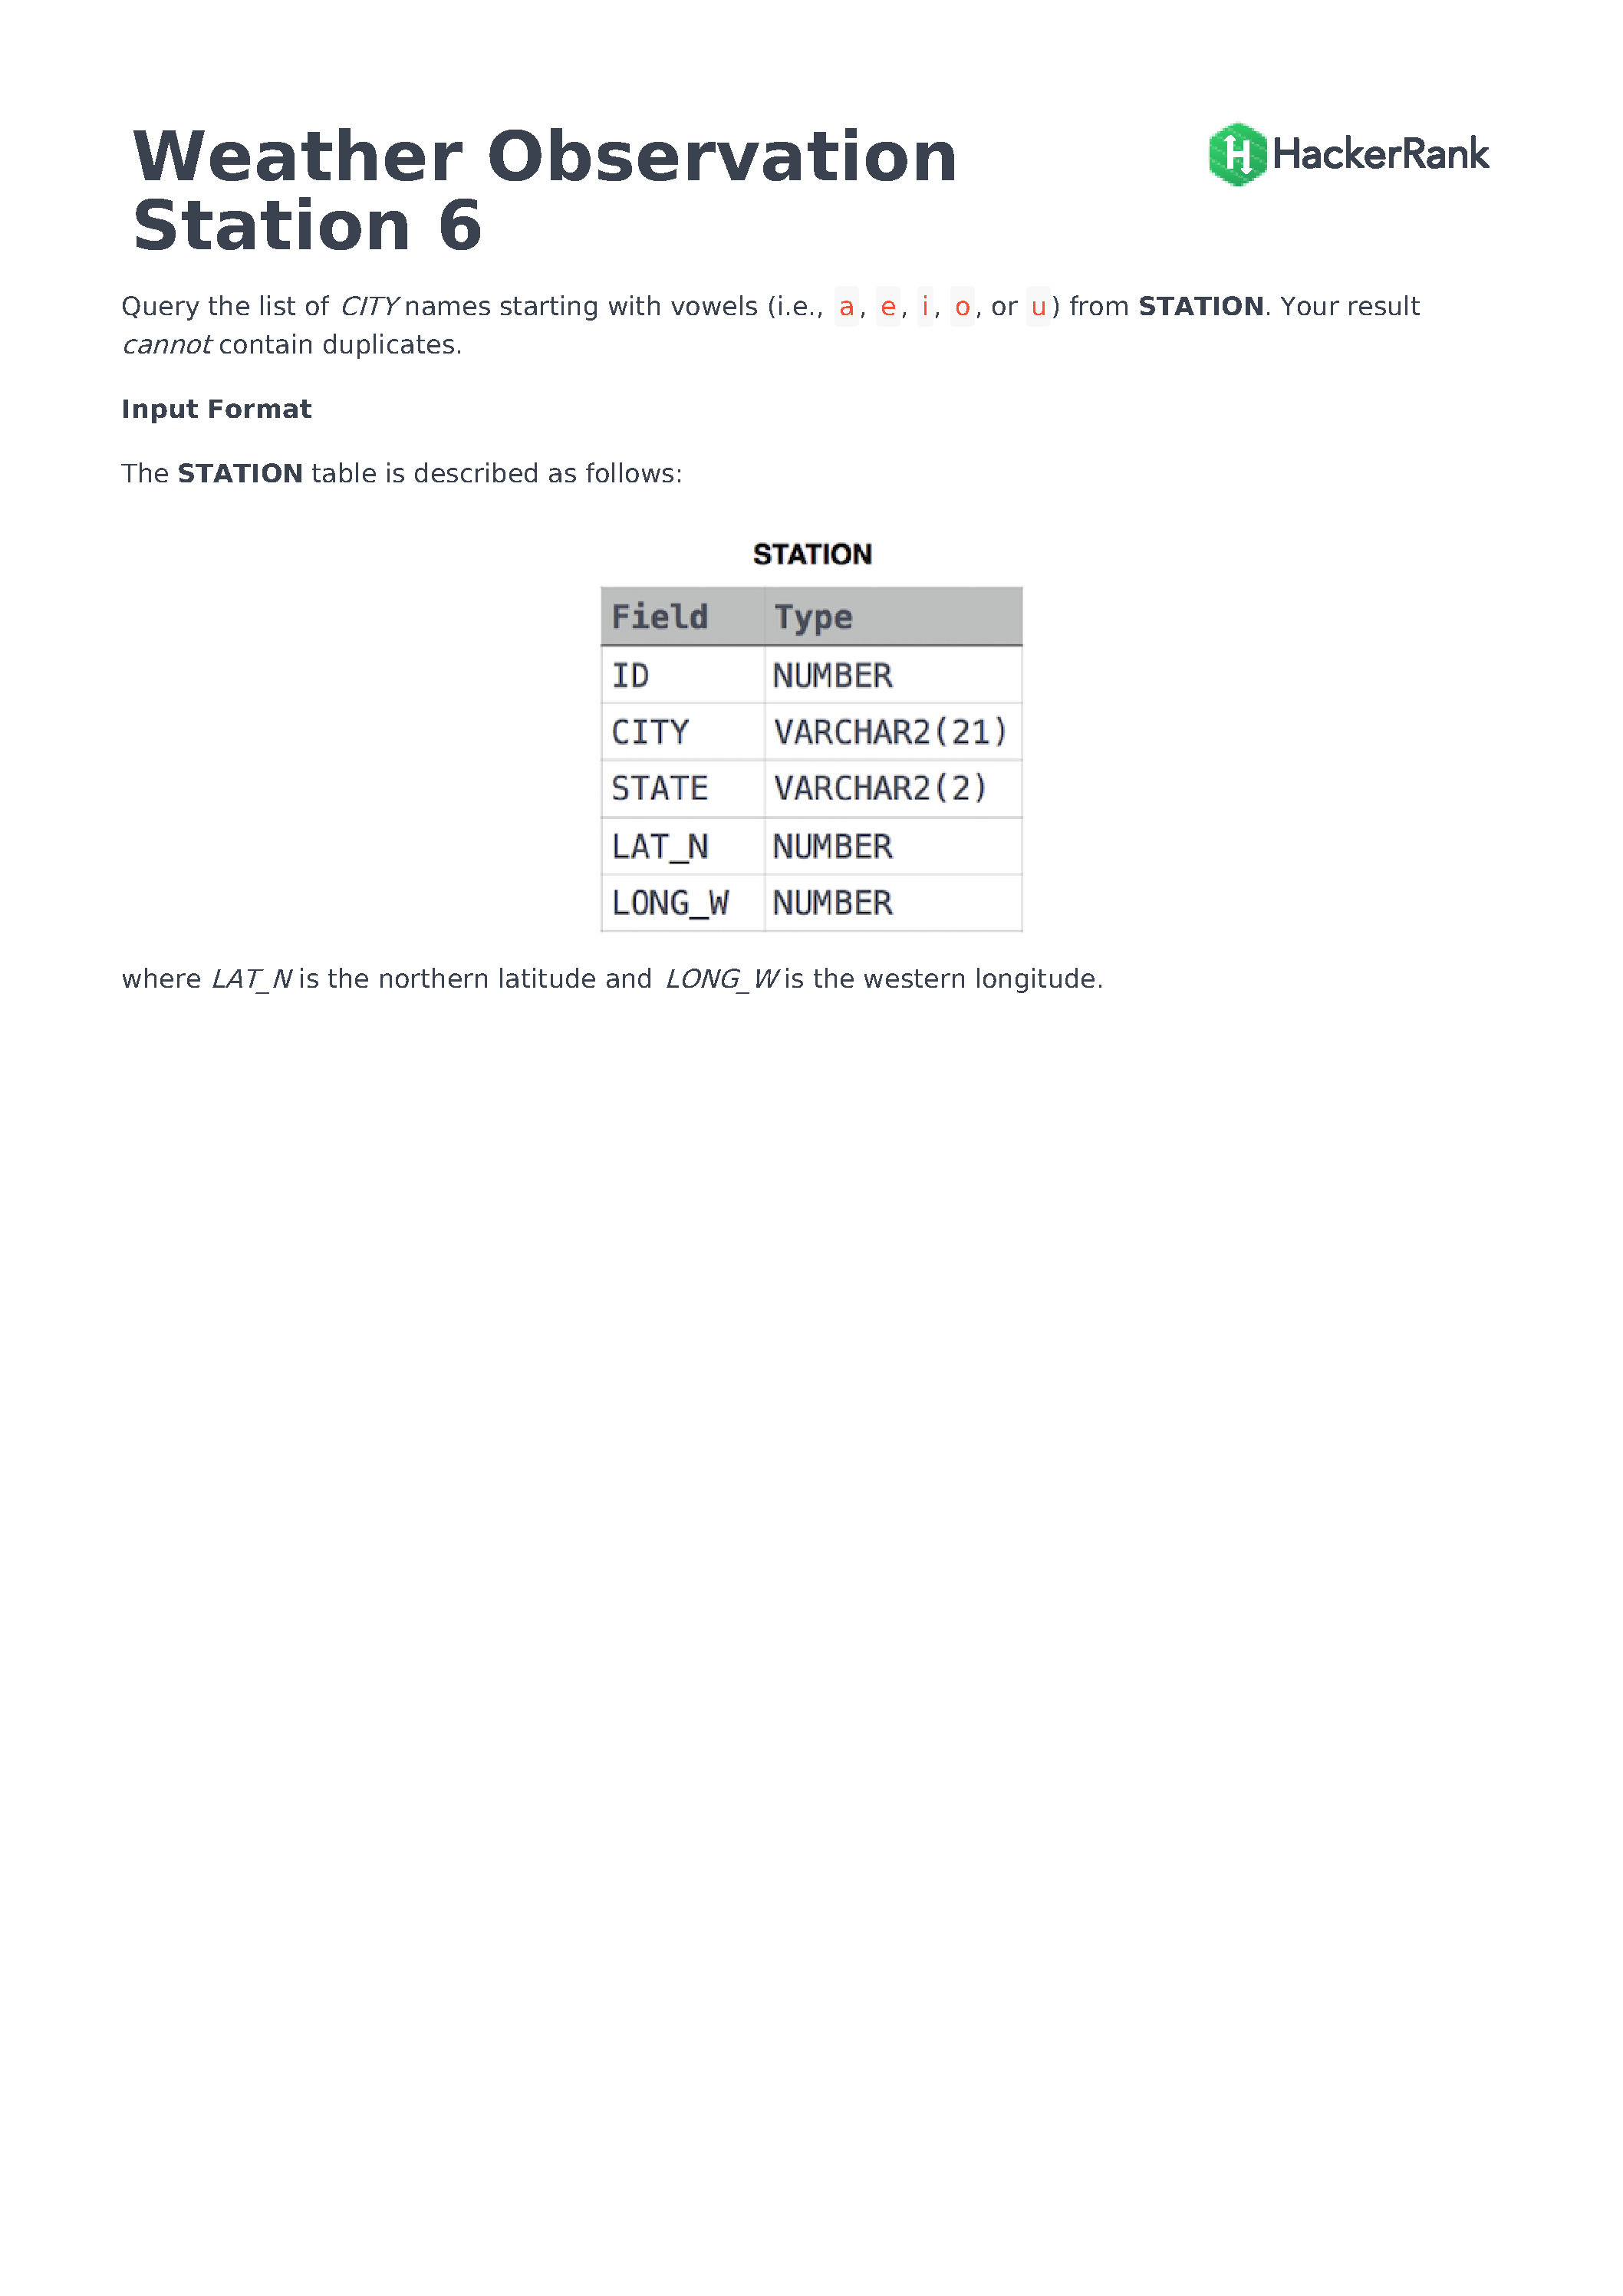 Weather Observation
Station 6
HackerRank
Query the list of CITY names starting with vowels (i.e., a, e, i, o, or u) from STATION. Your result
cannot contain duplicates.
Input Format
The STATION table is described as follows:
STATION
Field Type
ID NUMBER
CITY VARCHAR2(21)
STATE VARCHAR2(2)
LAT_N NUMBER
LONG_W NUMBER
where LAT_N is the northern latitude and LONG_W is the western longitude.